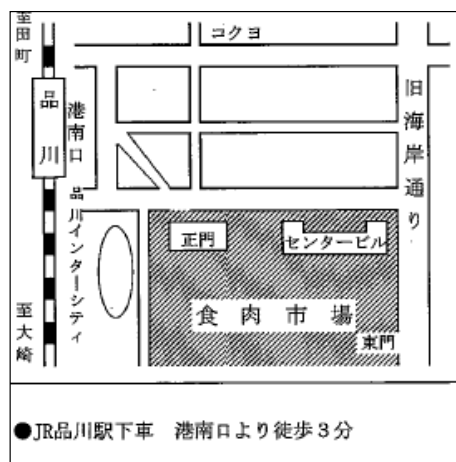 至田町
コクヨ
品川
港南口
旧海岸通り
品川インターシティ
正門
センタービル
食肉市場
東門
至大崎
●JR品川駅下車　港南口より徒歩3分